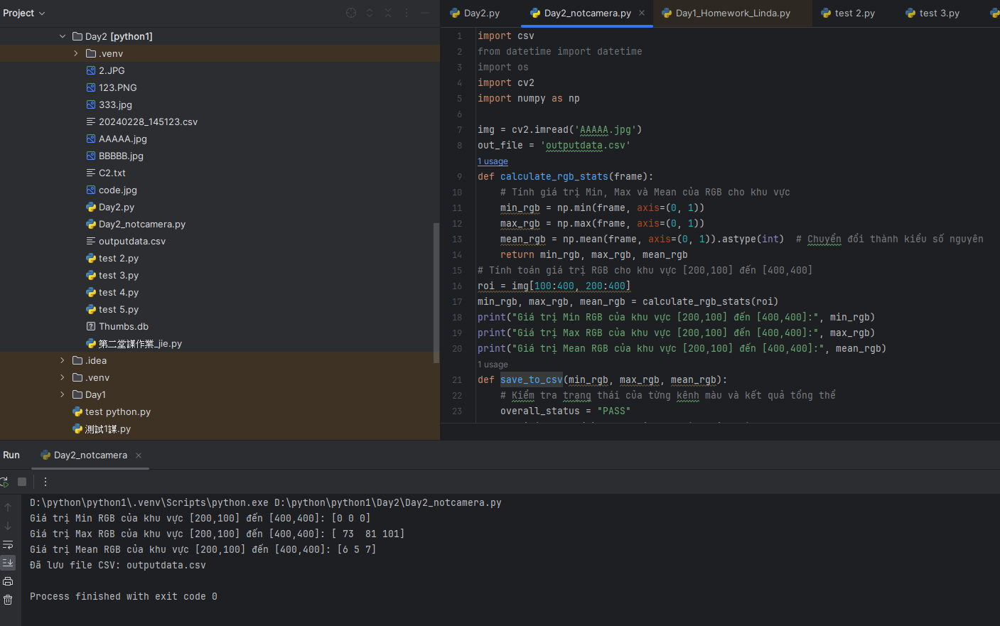 Project
Day2 [python1]
.venv
2.JPG
123.PNG
333.jpg
20240228_145123.csv
AAAAA.jpg
BBBBB.jpg
C2.txt
code.jpg
Day2.py
Day2_notcamera.py
outputdata.csv
test 2.py
test 3.py
test 4.py
test 5.py
Thumbs.db
第二堂謀作業_jie.py
.idea
.venv
Day1
test python.py
測試1謀.py
Day2.py
Day2_notcamera.py
Day1_Homework_Linda.py
test 2.py
test 3.py
1 import csv
2 from datetime import datetime
3 import os
4 import cv2
5 import numpy as np
6
7 img = cv2.imread('AAAAA.jpg')
8 out_file = 'outputdata.csv'
1 usage
9 def calculate_rgb_stats(frame):
10 # Tính giá trị Min, Max và Mean của RGB cho khu vực
11 min_rgb = np.min(frame, axis=(0, 1))
12 max_rgb = np.max(frame, axis=(0, 1))
13 mean_rgb = np.mean(frame, axis=(0, 1)).astype(int) # Chuyển đổi thành kiểu số nguyên
14 return min_rgb, max_rgb, mean_rgb
15 # Tính toán giá trị RGB cho khu vực [200,100] đến [400,400]
16 roi = img[100:400, 200:400]
17 min_rgb, max_rgb, mean_rgb = calculate_rgb_stats(roi)
18 print("Giá trị Min RGB của khu vực [200,100] đến [400,400]:", min_rgb)
19 print("Giá trị Max RGB của khu vực [200,100] đến [400,400]:", max_rgb)
20 print("Giá trị Mean RGB của khu vực [200,100] đến [400,400]:", mean_rgb)
1 usage
21 def save_to_csv(min_rgb, max_rgb, mean_rgb):
22 # Kiểm tra trạng thái của từng kênh màu và kết quả tổng thể
23 overall_status = "PASS"
Run
Day2_notcamera
D:\python\python1\.venv\Scripts\python.exe D:\python\python1\Day2\Day2_notcamera.py
Giá trị Min RGB của khu vực [200,100] đến [400,400]: [0 0 0]
Giá trị Max RGB của khu vực [200,100] đến [400,400]: [ 73  81 101]
Giá trị Mean RGB của khu vực [200,100] đến [400,400]: [6 5 7]
Đã lưu file CSV: outputdata.csv
Process finished with exit code 0